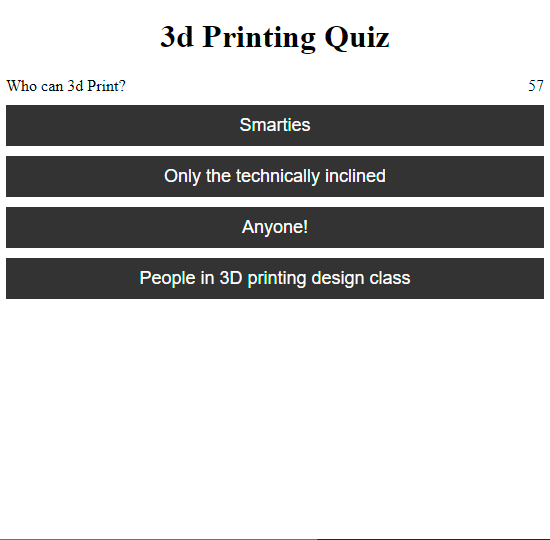 3d Printing Quiz
Who can 3d Print? 57
Smarties
Only the technically inclined
Anyone!
People in 3D printing design class